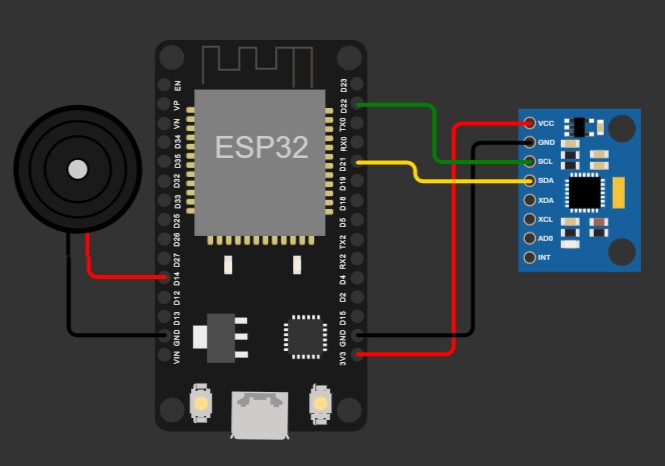 ESP32
EN
VP
VN
D34
D35
D32
D33
D25
D26
D27
D14
D12
D13
GND
VIN
D23
D22
TX0
RX0
D21
D19
D18
D5
TX2
RX2
D4
D2
D15
GND
3V3
VCC
GND
SCL
SDA
XDA
XCL
AD0
INT